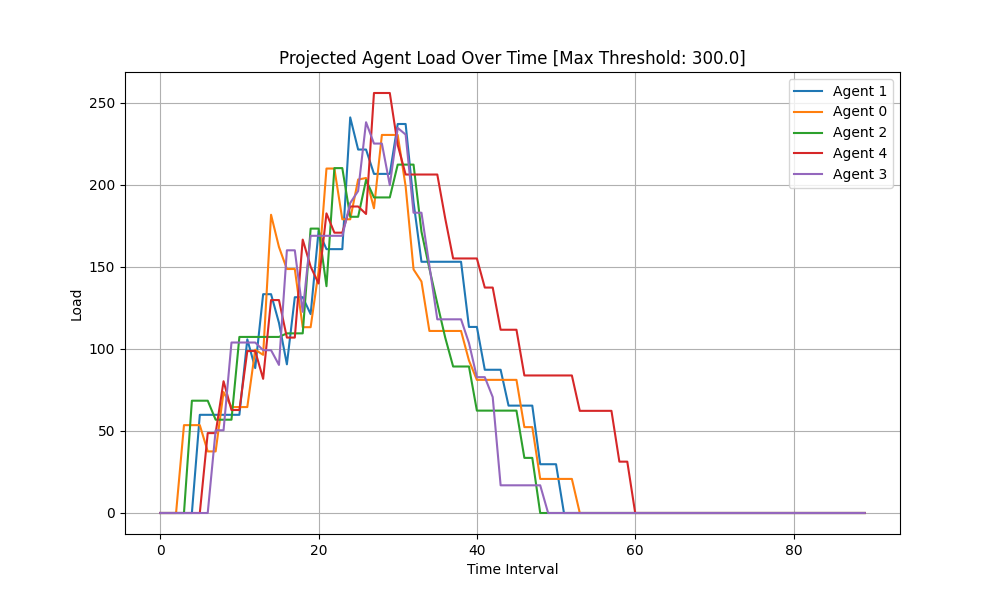 Projected Agent Load Over Time [Max Threshold: 300.0]
Load
250
200
150
100
50
0
0 20 40 60 80
Time Interval
Agent 1
Agent 0
Agent 2
Agent 4
Agent 3